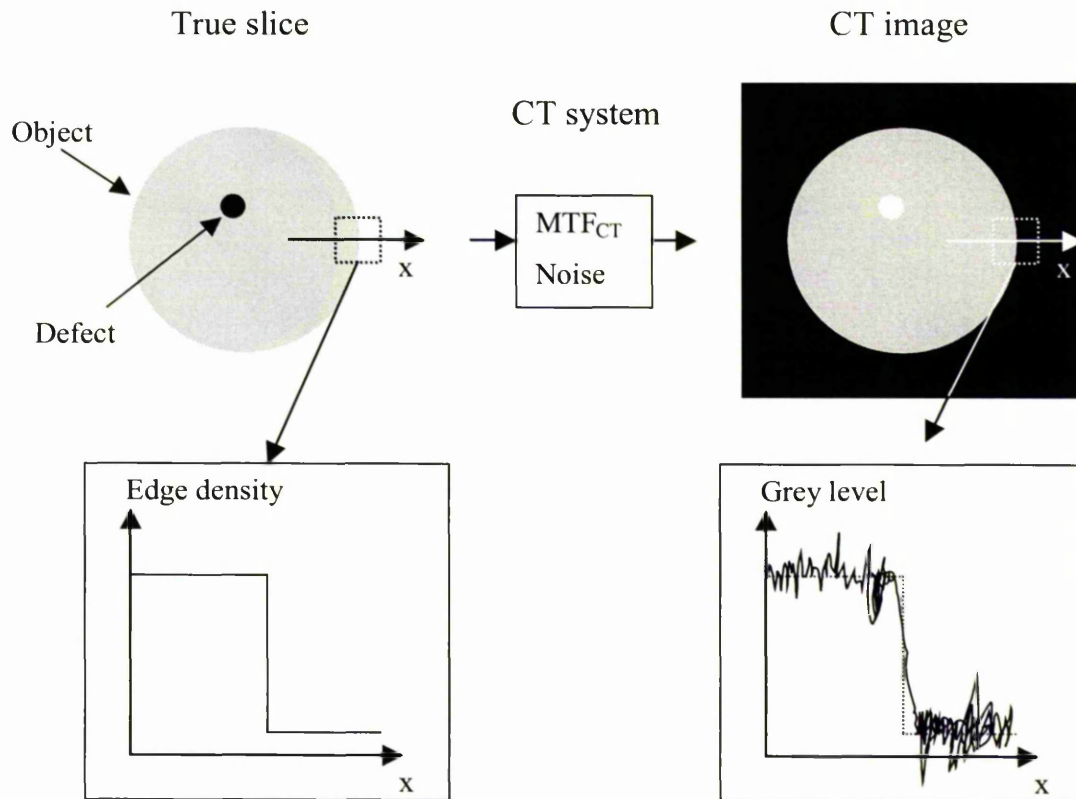 True slice
CT image
CT system
Object
MTF_CT
Noise
x
x
Defect
Edge density
x
Grey level
x